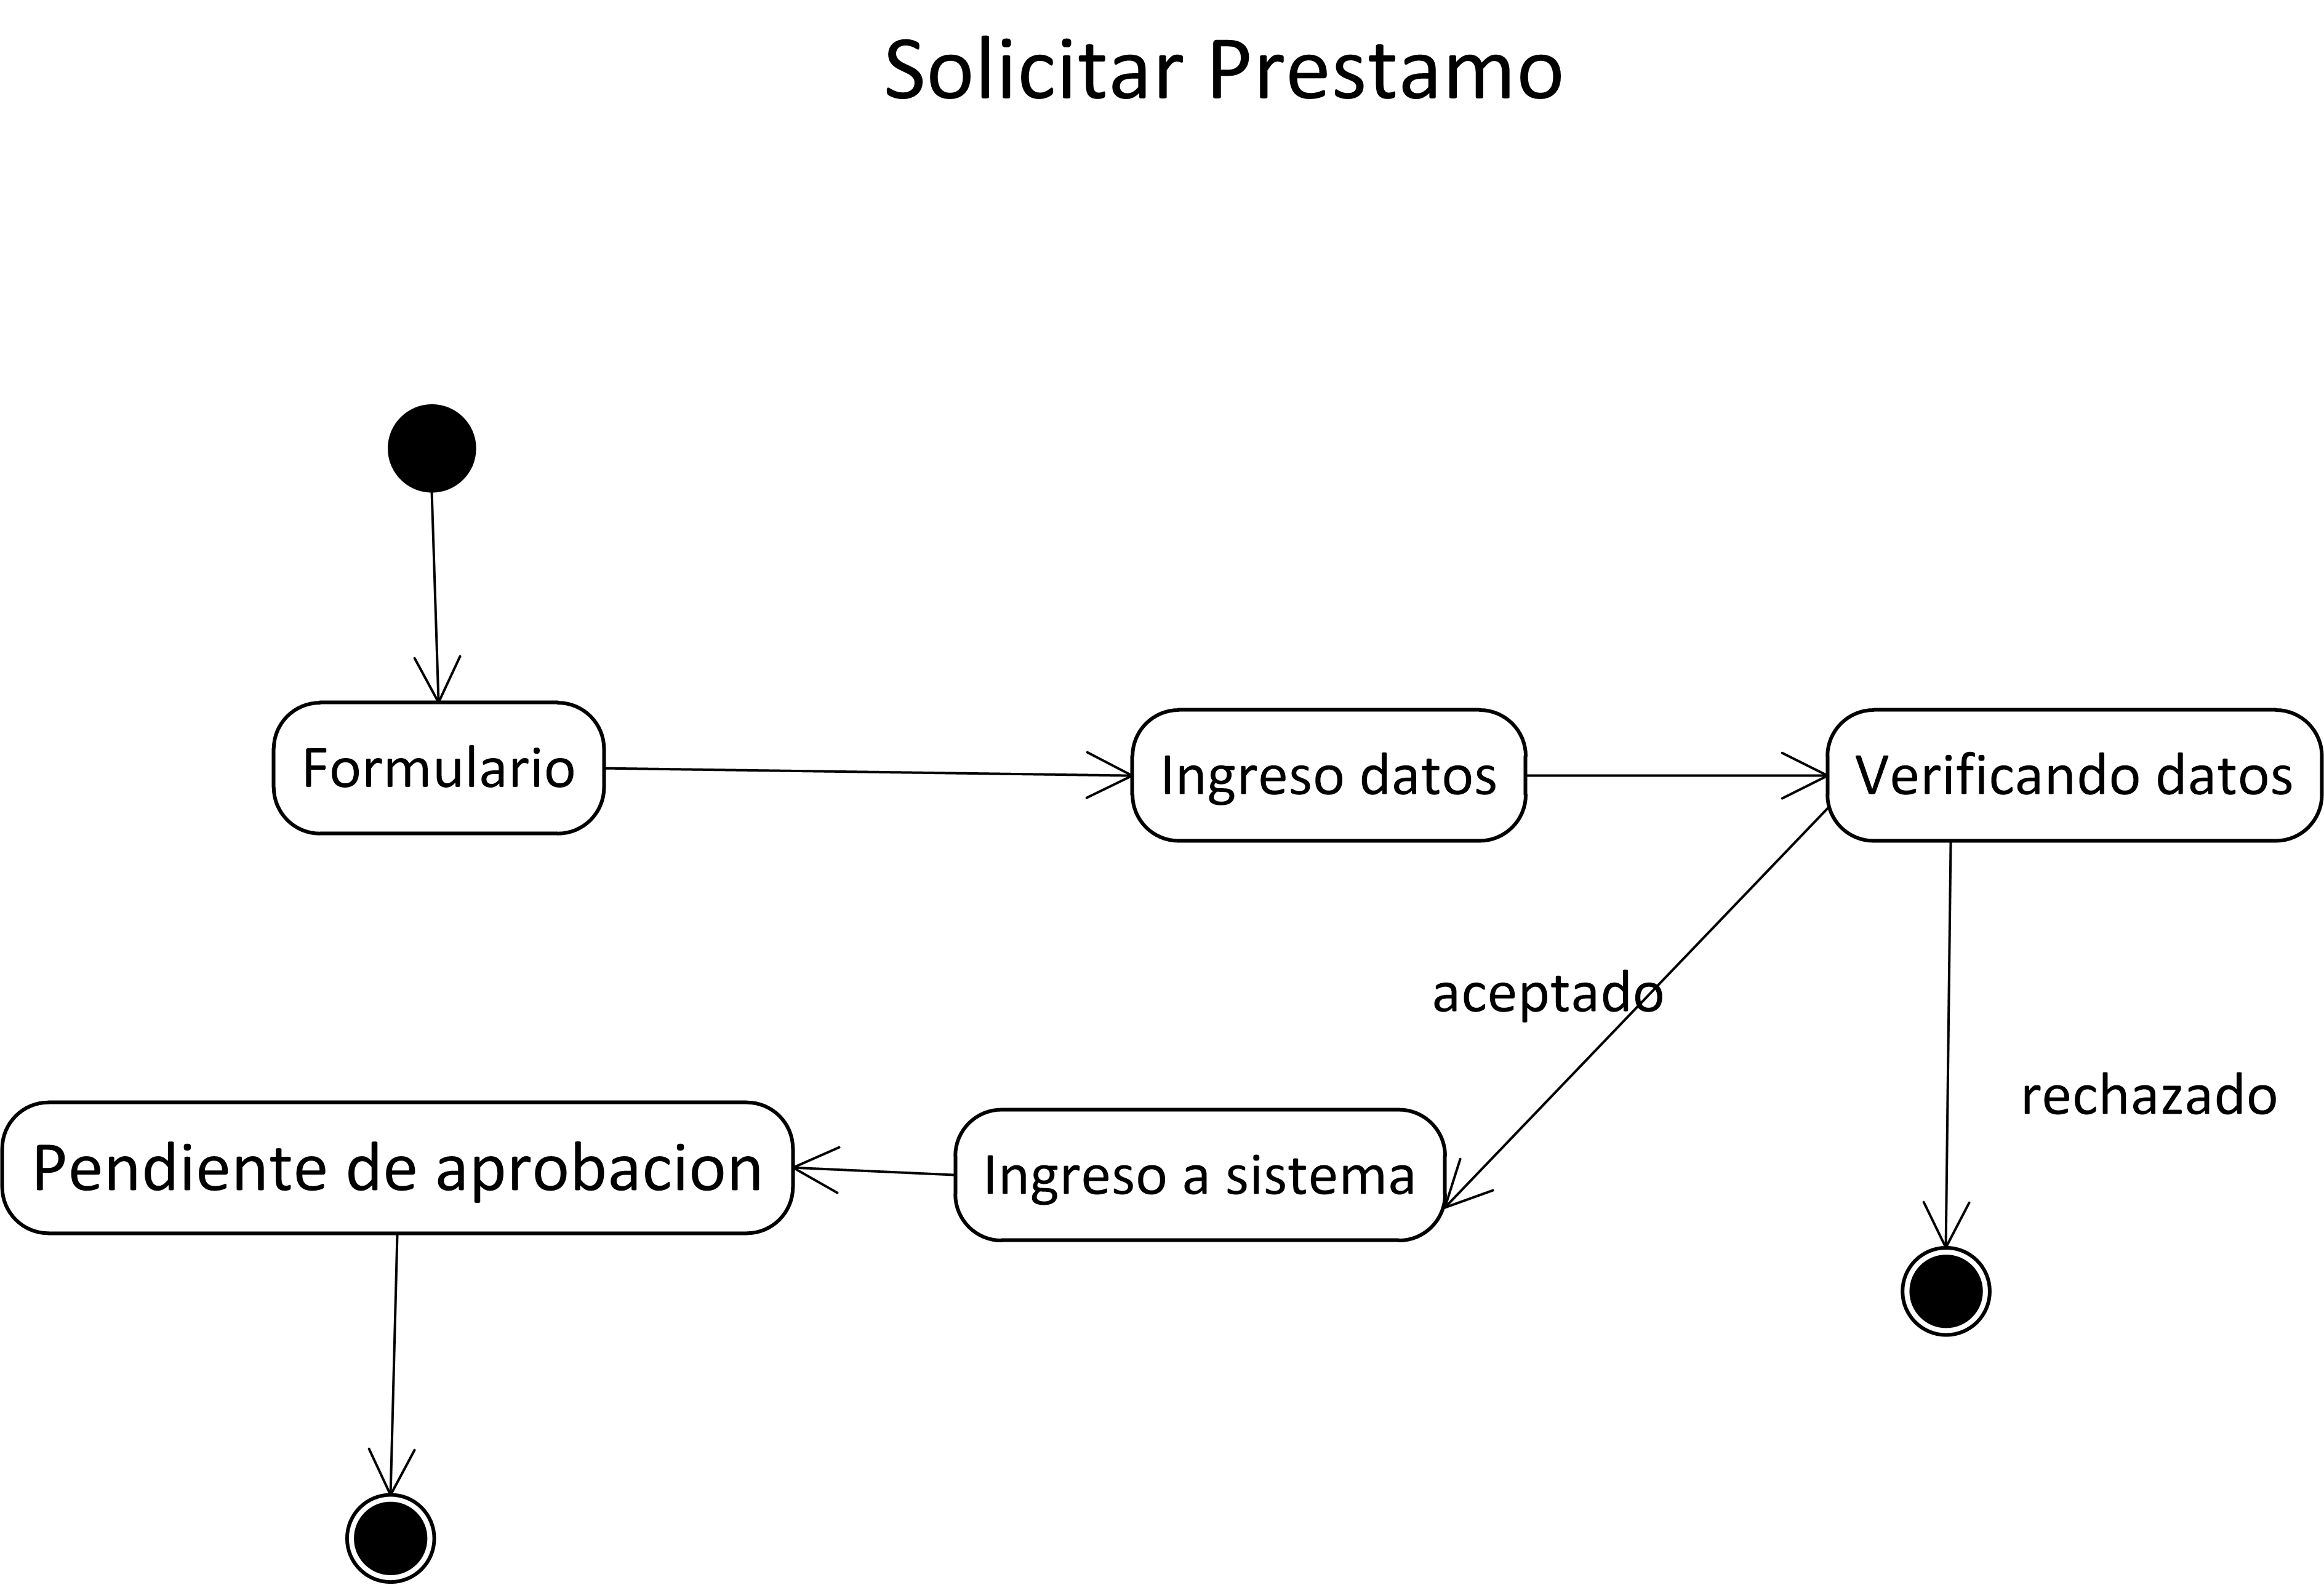 Solicitar Prestamo
Formulario
Ingreso datos
Verificando datos
aceptado
rechazado
Pendiente de aprobacion
Ingreso a sistema